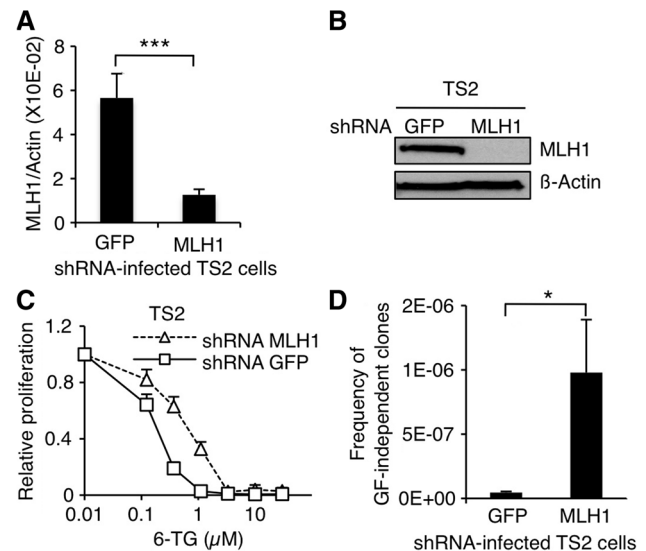 A
MLH1/Actin (X10E-02)
8
6
4
2
0
***
GFP
MLH1
shRNA-infected TS2 cells
B
TS2
shRNA GFP MLH1
MLH1
ß-Actin
C
TS2
shRNA MLH1
shRNA GFP
Relative proliferation
1.2
0.8
0.4
0
0.01
0.1
1
10
6-TG (µM)
D
Frequency of
GF-independent clones
2E-06
1E-06
5E-07
0E+00
*
GFP
MLH1
shRNA-infected TS2 cells